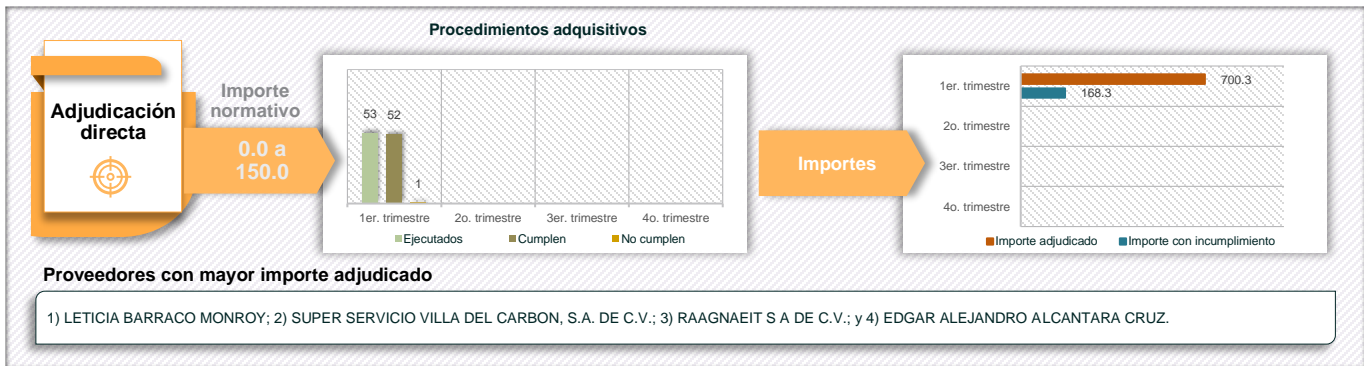 Procedimientos adquisitivos
Adjudicación
directa
Importe
normativo
0.0 a
150.0
53 52
1
1er. trimestre 2o. trimestre 3er. trimestre 4o. trimestre
Ejecutados Cumplen No cumplen
Importes
1er. trimestre
700.3
168.3
2o. trimestre
3er. trimestre
4o. trimestre
Importe adjudicado Importe con incumplimiento
Proveedores con mayor importe adjudicado
1) LETICIA BARRACO MONROY; 2) SUPER SERVICIO VILLA DEL CARBON, S.A. DE C.V.; 3) RAAGNAEIT S A DE C.V.; y 4) EDGAR ALEJANDRO ALCANTARA CRUZ.